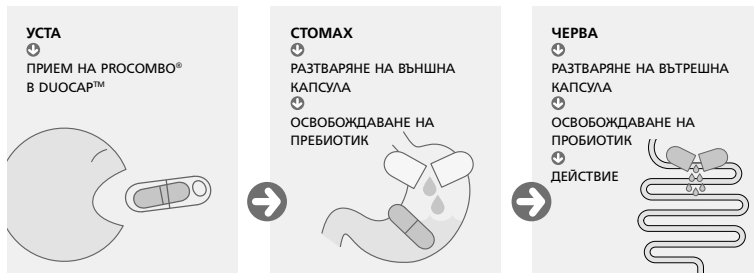 УСТА
ПРИЕМ НА PROCOMBO®
В DUOCAP™
СТОМАХ
РАЗТВАРЯНЕ НА ВЪНШНА
КАПСУЛА
ОСВОБОЖДАВАНЕ НА
ПРЕБИОТИК
ЧЕРВА
РАЗТВАРЯНЕ НА ВЪТРЕШНА
КАПСУЛА
ОСВОБОЖДАВАНЕ НА
ПРОБИОТИК
ДЕЙСТВИЕ